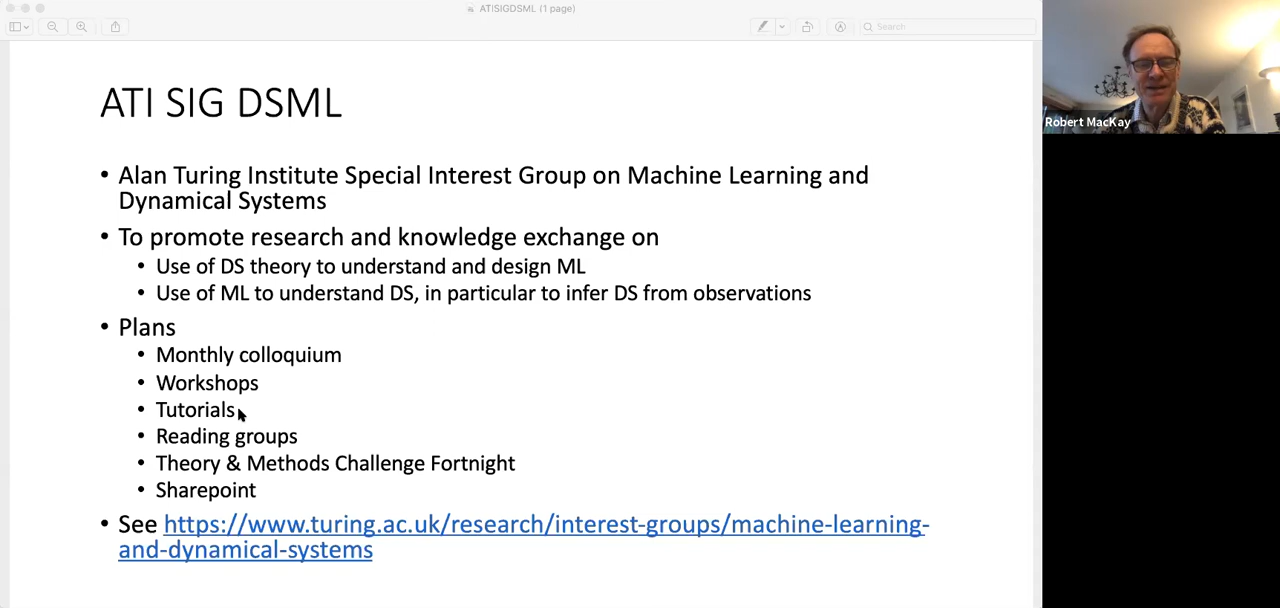 ATISIGDSML (1 page)
Search
ATI SIG DSML
• Alan Turing Institute Special Interest Group on Machine Learning and
Dynamical Systems
• To promote research and knowledge exchange on
• Use of DS theory to understand and design ML
• Use of ML to understand DS, in particular to infer DS from observations
• Plans
• Monthly colloquium
• Workshops
• Tutorials
• Reading groups
• Theory & Methods Challenge Fortnight
• Sharepoint
• See https://www.turing.ac.uk/research/interest-groups/machine-learning-
and-dynamical-systems
Robert MacKay